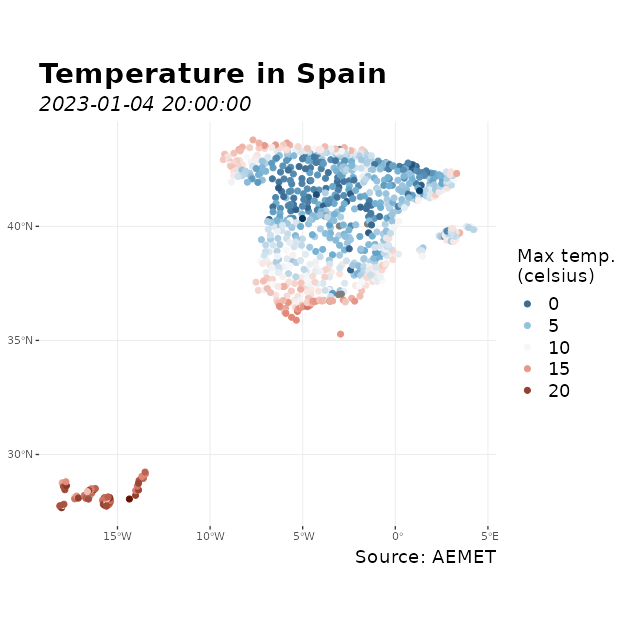 Temperature in Spain
2023-01-04 20:00:00
40°N
35°N
30°N
15°W
10°W
5°W
0°
5°E
Max temp.
(celsius)
0
5
10
15
20
Source: AEMET